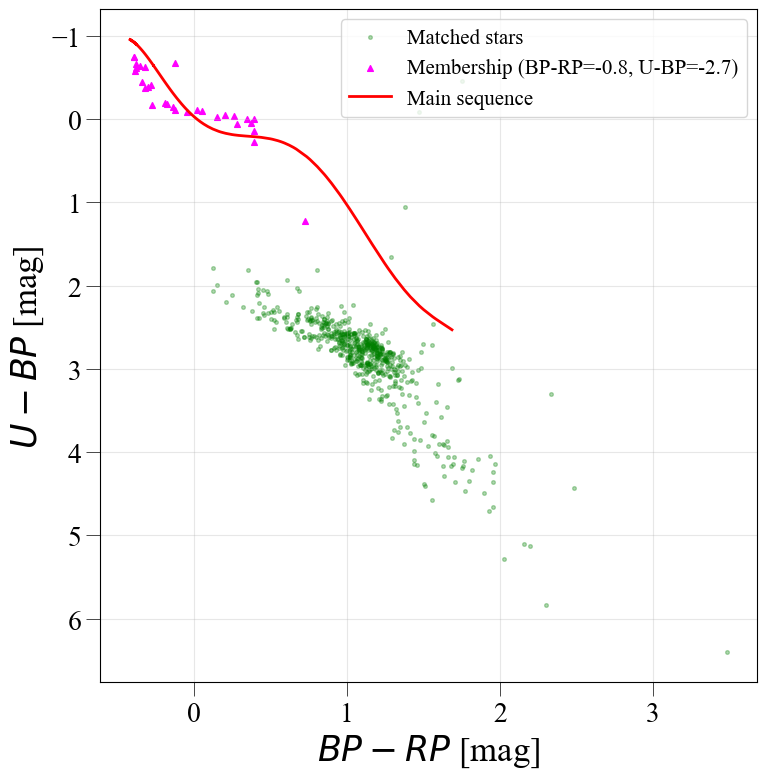 Matched stars
Membership (BP-RP=-0.8, U-BP=-2.7)
Main sequence
−1
0
1
2
3
4
5
6
U − BP [mag]
0
1
2
3
BP − RP [mag]